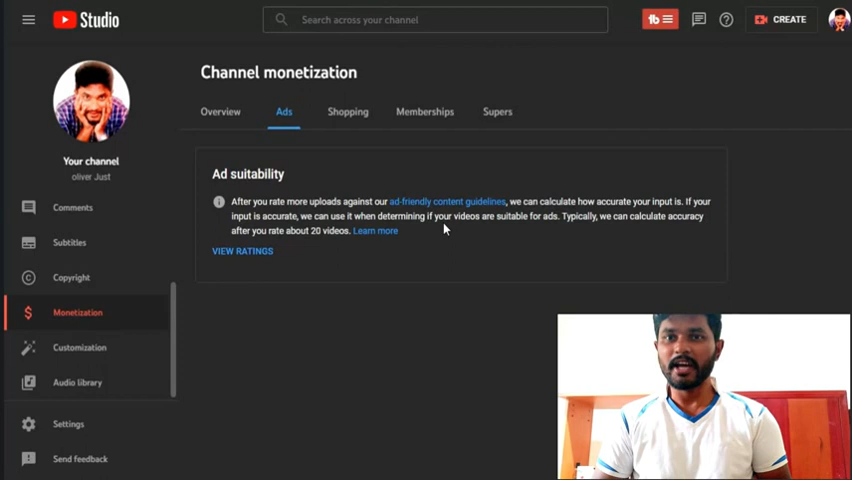 Studio
Search across your channel
tb
CREATE
Channel monetization
Overview Ads Shopping Memberships Supers
Your channel
oliver Just
Comments
Subtitles
Copyright
Monetization
Customization
Audio library
Settings
Send feedback
Ad suitability
After you rate more uploads against our ad-friendly content guidelines, we can calculate how accurate your input is. If your
input is accurate, we can use it when determining if your videos are suitable for ads. Typically, we can calculate accuracy
after you rate about 20 videos. Learn more
VIEW RATINGS